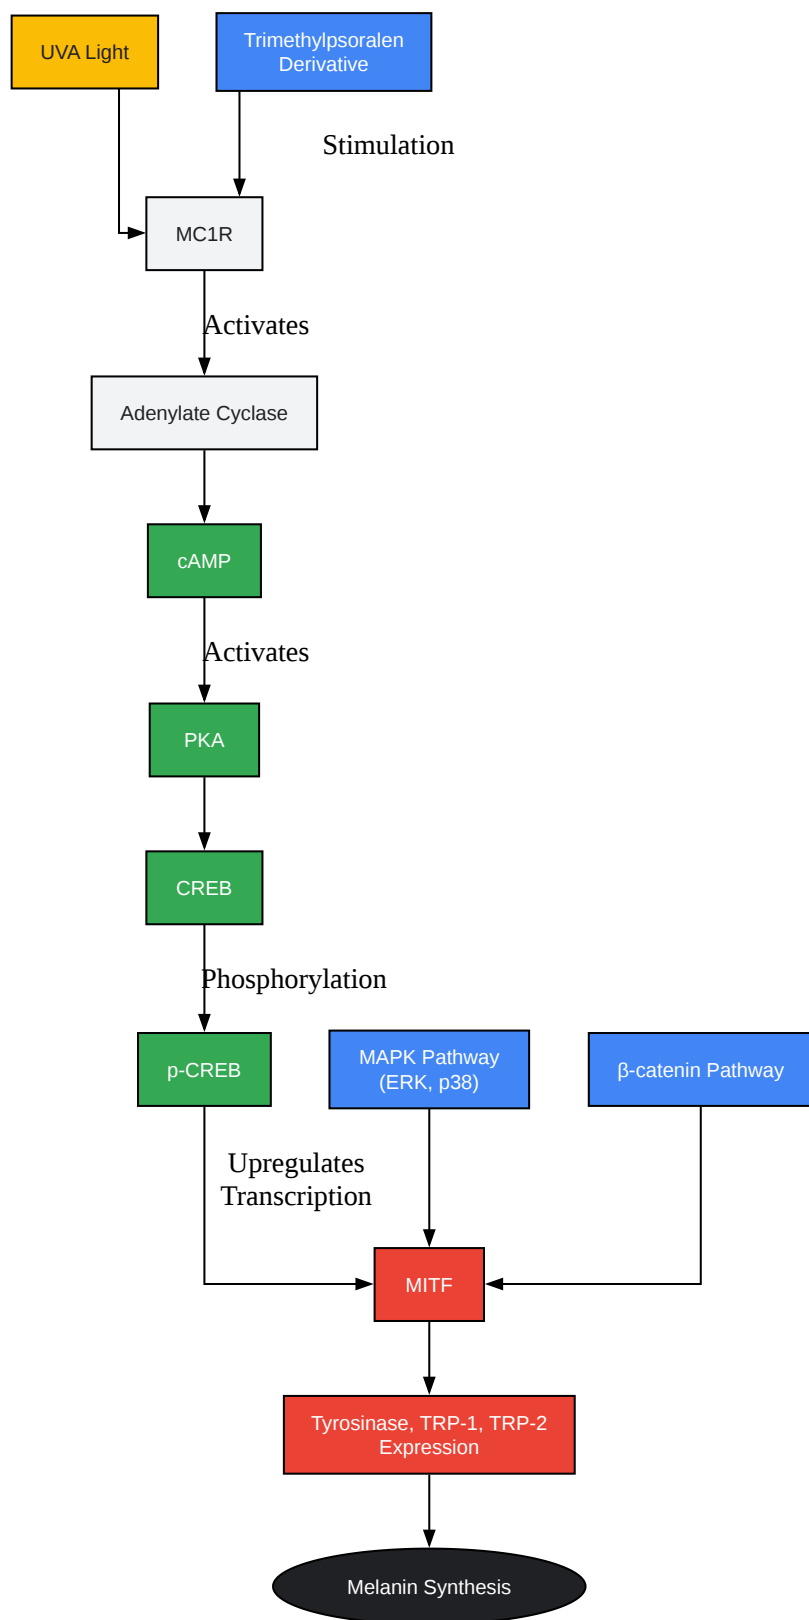 UVA Light
Trimethylpsoralen
Derivative
Stimulation
MC1R
Activates
Adenylate Cyclase
cAMP
Activates
PKA
CREB
Phosphorylation
p-CREB
MAPK Pathway
(ERK, p38)
β-catenin Pathway
Upregulates
Transcription
MITF
Tyrosinase, TRP-1, TRP-2
Expression
Melanin Synthesis